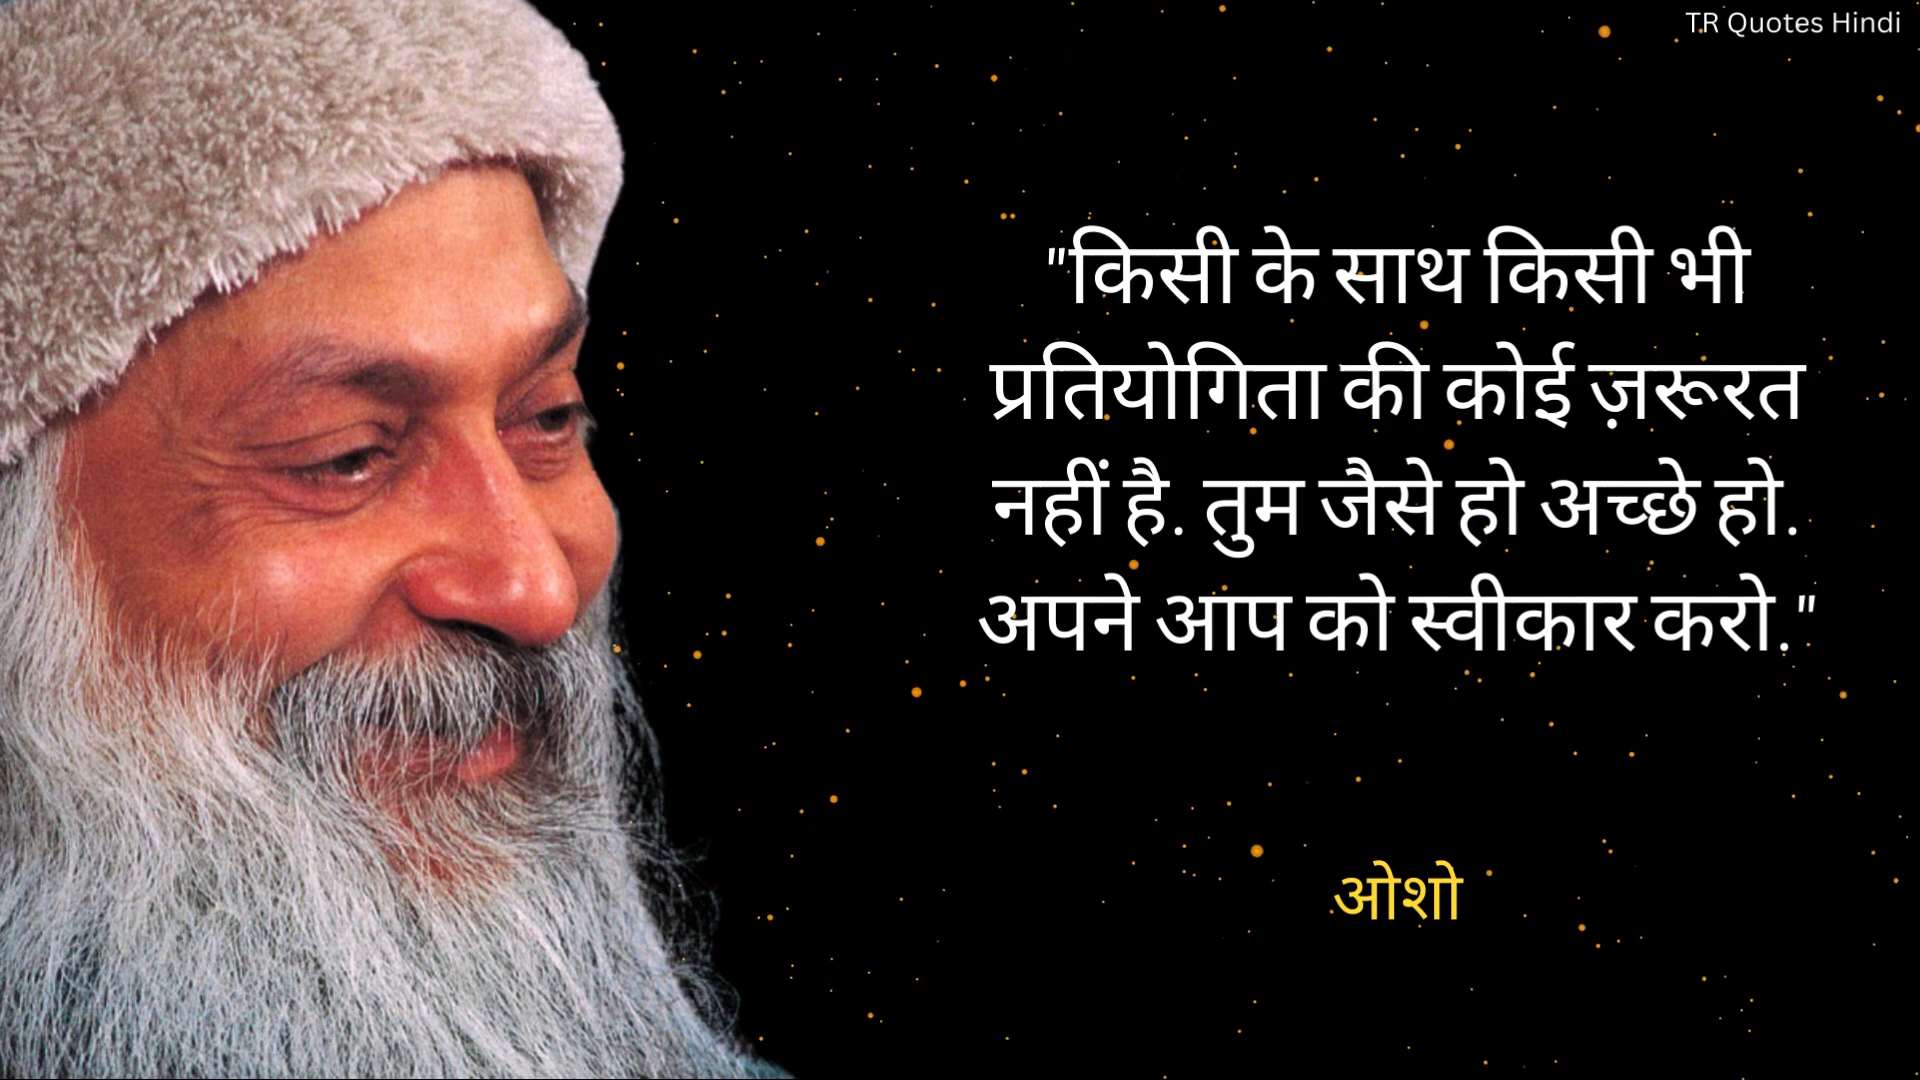 TR Quotes Hindi
"किसी के साथ किसी भी
प्रतियोगिता की कोई ज़रूरत
नहीं है. तुम जैसे हो अच्छे हो.
अपने आप को स्वीकार करो."
ओशो